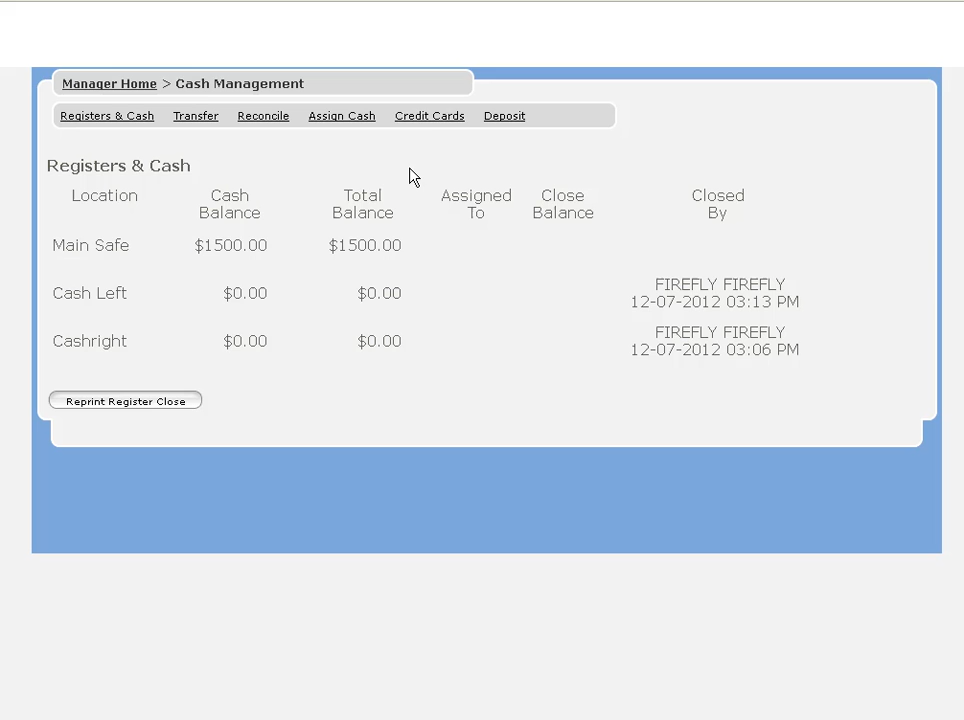 Manager Home > Cash Management
Registers & Cash Transfer Reconcile Assign Cash Credit Cards Deposit
Registers & Cash
Location Cash Balance Total Balance Assigned To Close Balance Closed By
Main Safe $1500.00 $1500.00
Cash Left $0.00 $0.00 FIREFLY FIREFLY 12-07-2012 03:13 PM
Cashright $0.00 $0.00 FIREFLY FIREFLY 12-07-2012 03:06 PM
Reprint Register Close